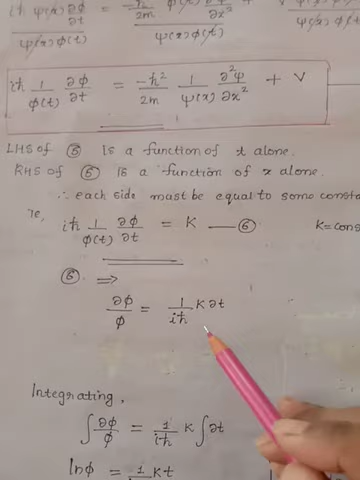 iħ ψ(x) ∂φ/∂t = -ħ²/2m φ(t) ∂²ψ/∂x² + V ψ(x) φ(t)
ψ(x) φ(t) ψ(x) φ(t)
iħ 1/φ(t) ∂φ/∂t = -ħ²/2m 1/ψ(x) ∂²ψ/∂x² + V
LHS of ⑤ is a function of t alone.
RHS of ⑤ is a function of x alone.
∴ each side must be equal to some consta
ie, iħ 1/φ(t) ∂φ/∂t = K — ⑥ K = cons
⑥ ⇒
∂φ/φ = 1/iħ K ∂t
Integrating,
∫ ∂φ/φ = 1/iħ K ∫ ∂t
lnφ = 1/iħ Kt